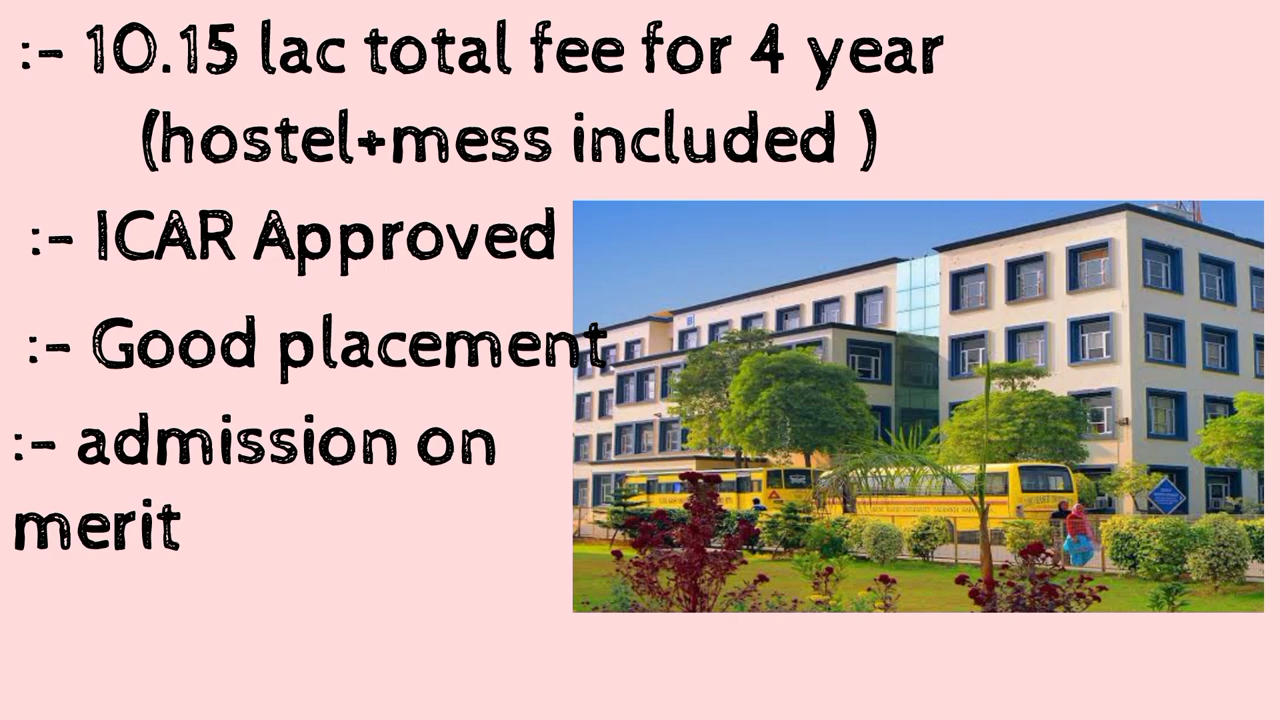 :- 10.15 lac total fee for 4 year
(hostel+mess included )
:- ICAR Approved
:- Good placement
:- admission on
merit